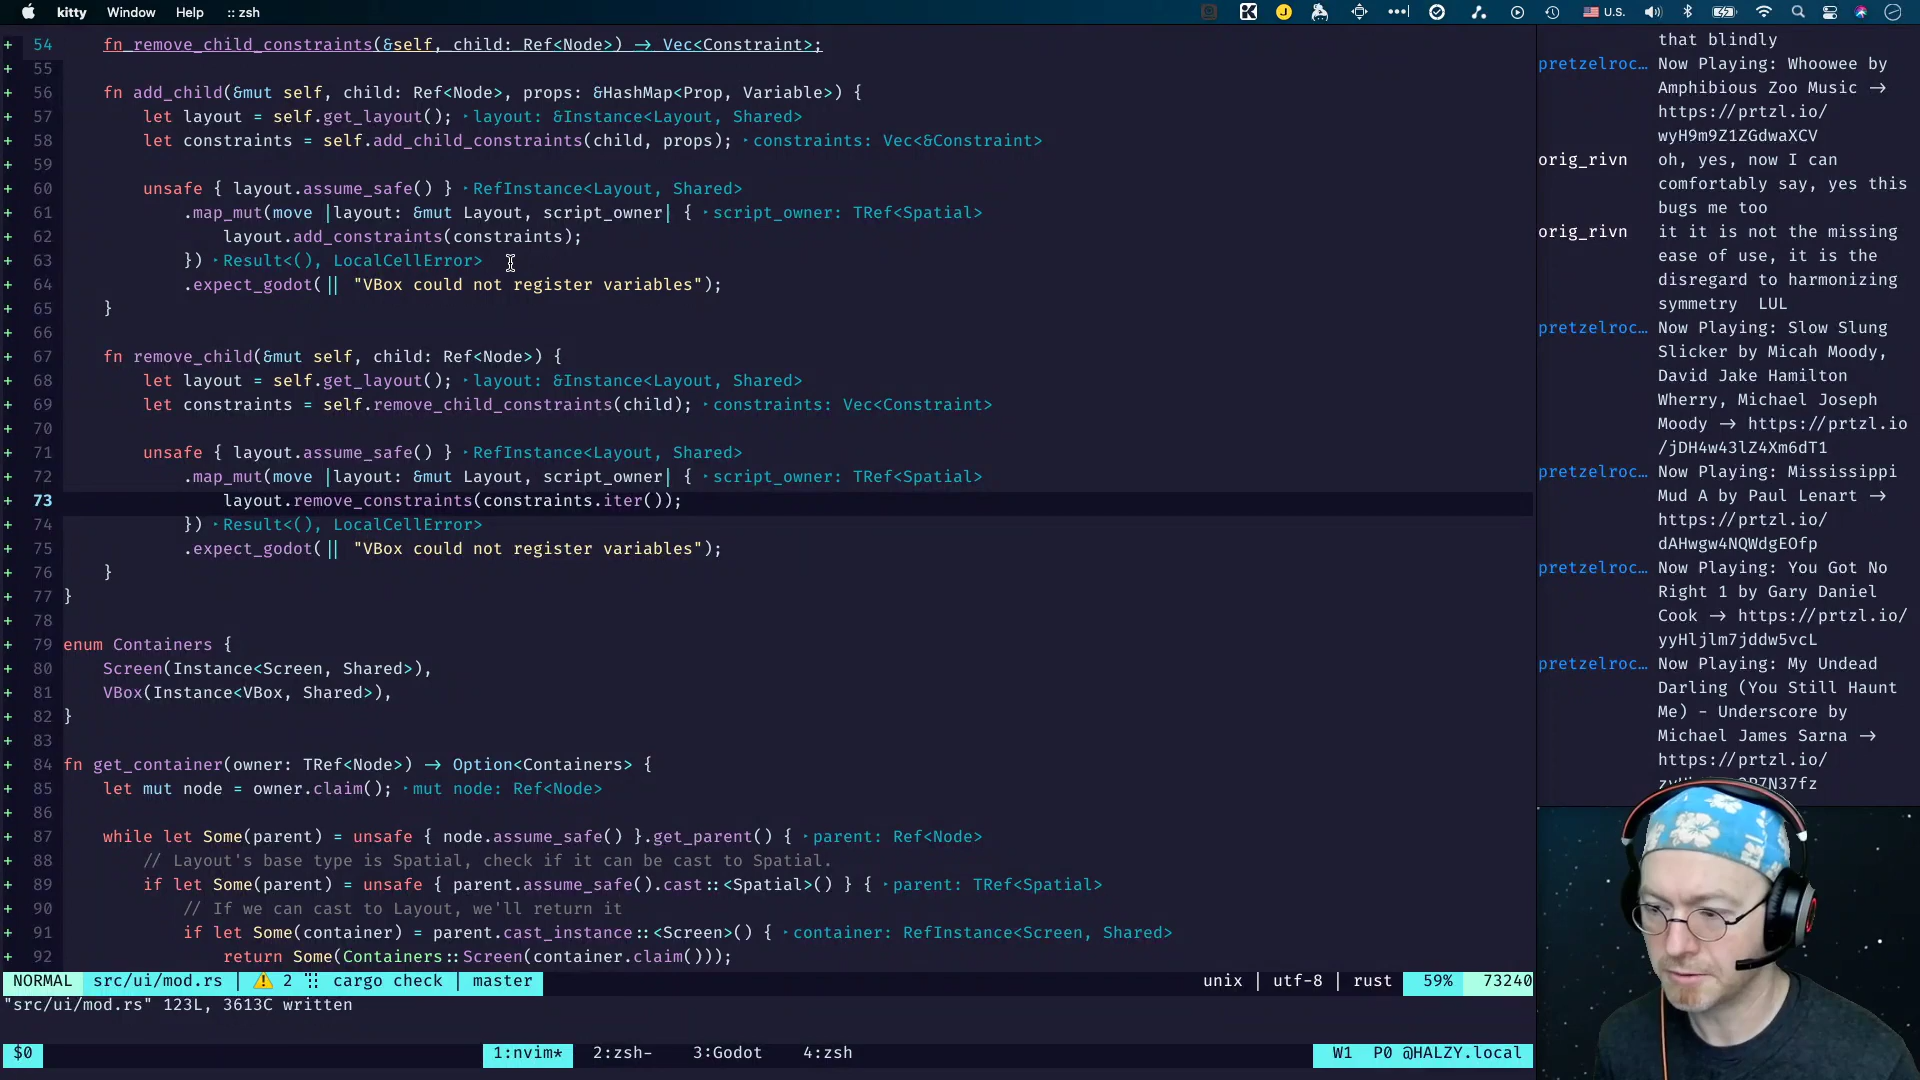 kitty Window Help :: zsh
U.S.
+ 54 fn remove_child_constraints(&self, child: Ref<Node>) → Vec<Constraint>;
+ 55
+ 56 fn add_child(&mut self, child: Ref<Node>, props: &HashMap<Prop, Variable>) {
+ 57 let layout = self.get_layout(); ‣ layout: &Instance<Layout, Shared>
+ 58 let constraints = self.add_child_constraints(child, props); ‣ constraints: Vec<&Constraint>
+ 59
+ 60 unsafe { layout.assume_safe() } ‣ RefInstance<Layout, Shared>
+ 61 .map_mut(move |layout: &mut Layout, script_owner| { ‣ script_owner: TRef<Spatial>
+ 62 layout.add_constraints(constraints);
+ 63 }) ‣ Result<(), LocalCellError>
+ 64 .expect_godot(|| "VBox could not register variables");
+ 65 }
+ 66
+ 67 fn remove_child(&mut self, child: Ref<Node>) {
+ 68 let layout = self.get_layout(); ‣ layout: &Instance<Layout, Shared>
+ 69 let constraints = self.remove_child_constraints(child); ‣ constraints: Vec<Constraint>
+ 70
+ 71 unsafe { layout.assume_safe() } ‣ RefInstance<Layout, Shared>
+ 72 .map_mut(move |layout: &mut Layout, script_owner| { ‣ script_owner: TRef<Spatial>
+ 73 layout.remove_constraints(constraints.iter());
+ 74 }) ‣ Result<(), LocalCellError>
+ 75 .expect_godot(|| "VBox could not register variables");
+ 76 }
+ 77 }
+ 78
+ 79 enum Containers {
+ 80 Screen(Instance<Screen, Shared>),
+ 81 VBox(Instance<VBox, Shared>),
+ 82 }
+ 83
+ 84 fn get_container(owner: TRef<Node>) → Option<Containers> {
+ 85 let mut node = owner.claim(); ‣ mut node: Ref<Node>
+ 86
+ 87 while let Some(parent) = unsafe { node.assume_safe() }.get_parent() { ‣ parent: Ref<Node>
+ 88 // Layout's base type is Spatial, check if it can be cast to Spatial.
+ 89 if let Some(parent) = unsafe { parent.assume_safe().cast::<Spatial>() } { ‣ parent: TRef<Spatial>
+ 90 // If we can cast to Layout, we'll return it
+ 91 if let Some(container) = parent.cast_instance::<Screen>() { ‣ container: RefInstance<Screen, Shared>
+ 92 return Some(Containers::Screen(container.claim()));
NORMAL src/ui/mod.rs | ⚠ 2 cargo check | master unix | utf-8 | rust 59% 73240
"src/ui/mod.rs" 123L, 3613C written
$0 1:nvim* 2:zsh- 3:Godot 4:zsh W1 P0 @HALZY.local
that blindly
pretzelroc… Now Playing: Whoowee by
Amphibious Zoo Music →
https://prtzl.io/
wyH9m9Z1ZGdwaXCV
orig_rivn oh, yes, now I can
comfortably say, yes this
bugs me too
orig_rivn it it is not the missing
ease of use, it is the
disregard to harmonizing
symmetry LUL
pretzelroc… Now Playing: Slow Slung
Slicker by Micah Moody,
David Jake Hamilton
Wherry, Michael Joseph
Moody → https://prtzl.io
/jDH4w43lZ4Xm6dT1
pretzelroc… Now Playing: Mississippi
Mud A by Paul Lenart →
https://prtzl.io/
dAHwgw4NQWdgEOfp
pretzelroc… Now Playing: You Got No
Right 1 by Gary Daniel
Cook → https://prtzl.io/
yyHljlm7jddw5vcL
pretzelroc… Now Playing: My Undead
Darling (You Still Haunt
Me) - Underscore by
Michael James Sarna →
https://prtzl.io/